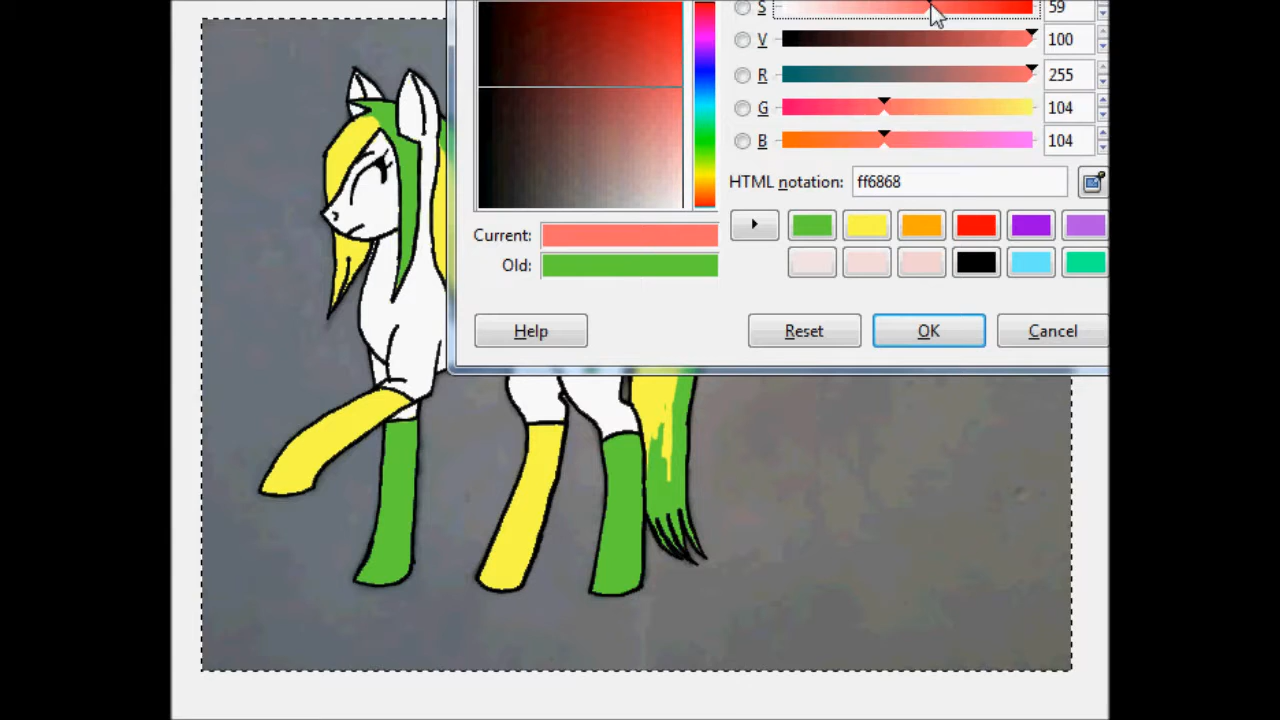 S 59
V 100
R 255
G 104
B 104
HTML notation: ff6868
Current:
Old:
Help Reset OK Cancel